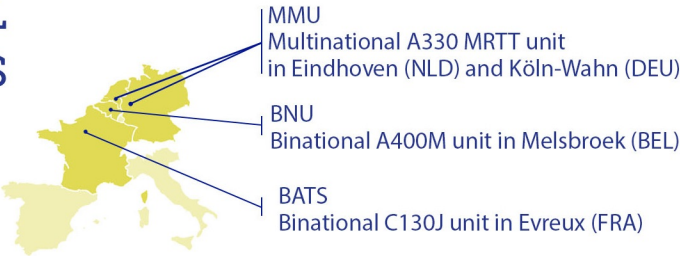 MMU
Multinational A330 MRTT unit
in Eindhoven (NLD) and Köln-Wahn (DEU)
BNU
Binational A400M unit in Melsbroek (BEL)
BATS
Binational C130J unit in Evreux (FRA)